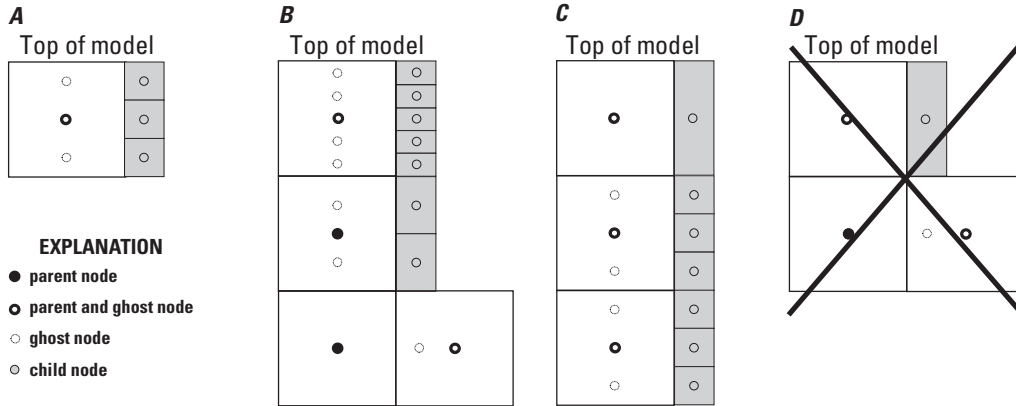 A
Top of model
B
Top of model
C
Top of model
D
Top of model
EXPLANATION
parent node
parent and ghost node
ghost node
child node